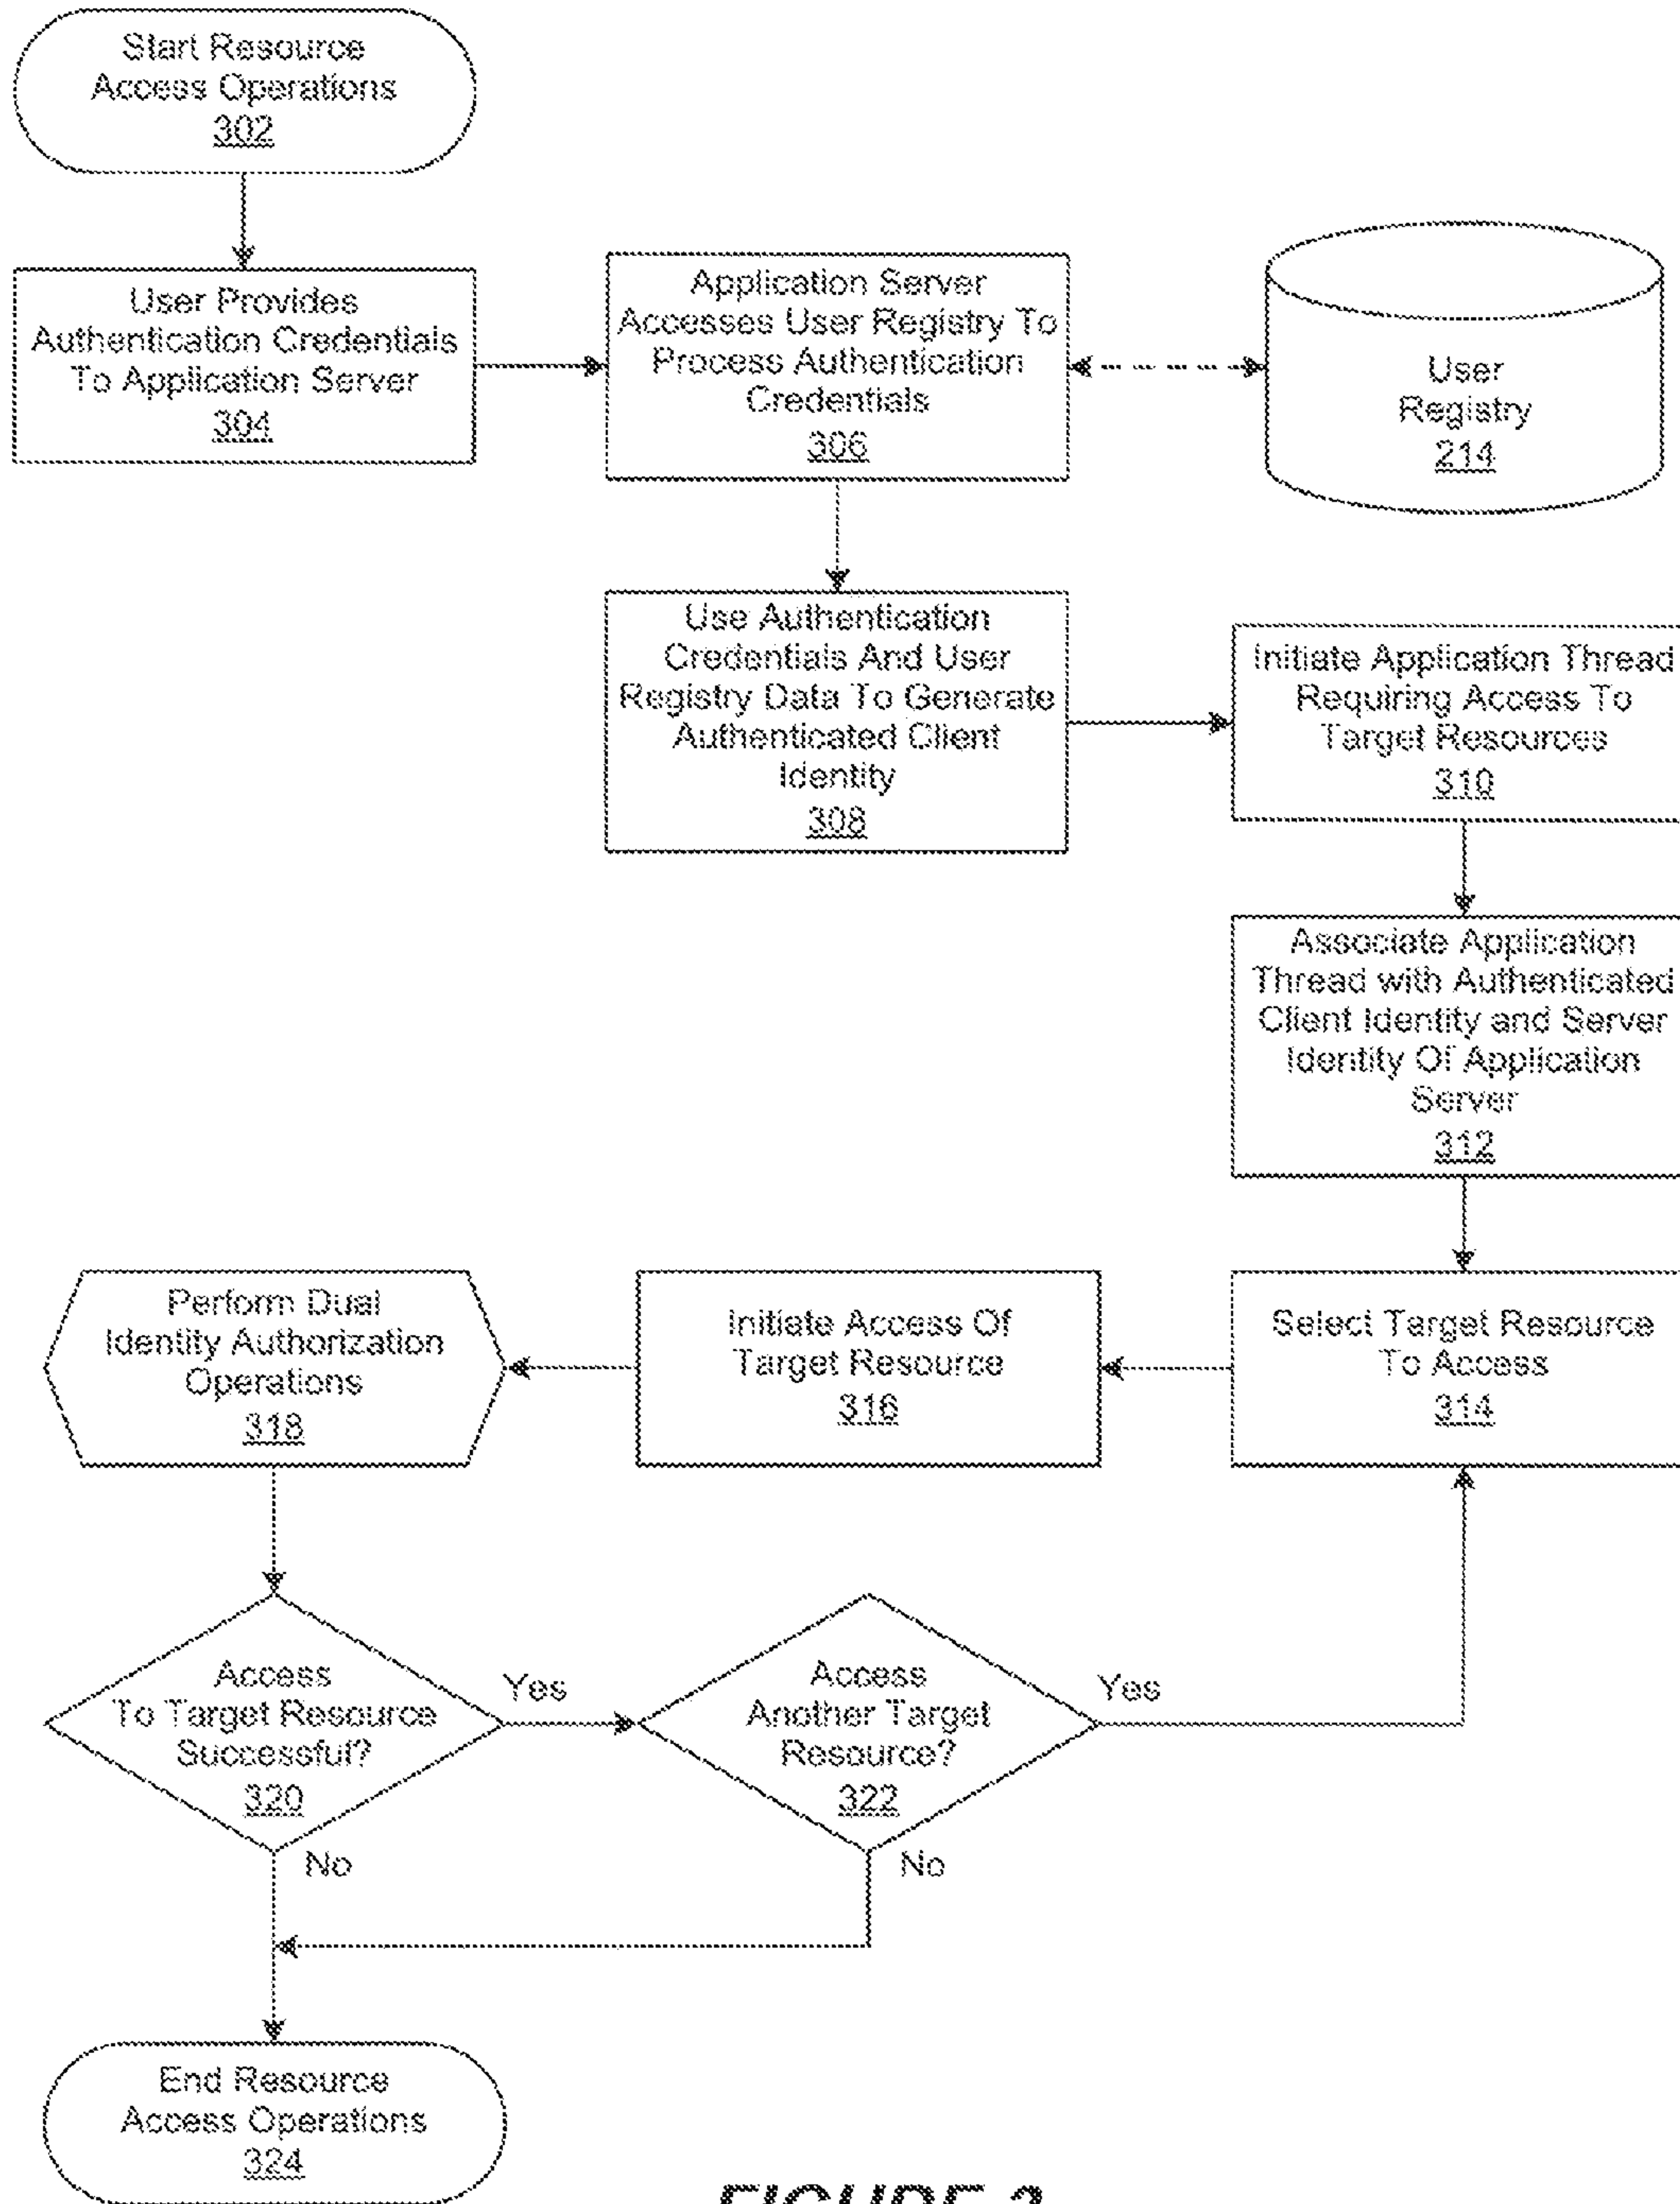 Start Resource
Access Operations
302
User Provides
Authentication Credentials
To Application Server
304
Application Server
Accesses User Registry To
Process Authentication
Credentials
306
User
Registry
214
Use Authentication
Credentials And User
Registry Data To Generate
Authenticated Client
Identity
308
Initiate Application Thread
Requiring Access To
Target Resources
310
Associate Application
Thread with Authenticated
Client Identity and Server
Identity Of Application
Server
312
Select Target Resource
To Access
314
Initiate Access Of
Target Resource
316
Perform Dual
Identity Authorization
Operations
318
Access
To Target Resource
Successful?
320
Yes
No
Access
Another Target
Resource?
322
Yes
No
End Resource
Access Operations
324
FIGURE 3